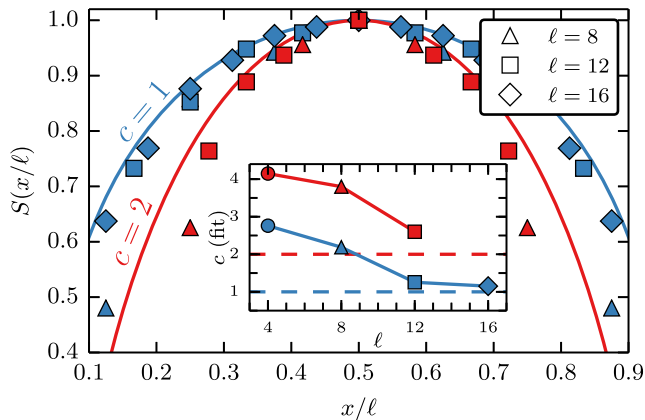 1.0
0.9
0.8
0.7
0.6
0.5
0.4
S(x/ℓ)
c = 1
c = 2
ℓ = 8
ℓ = 12
ℓ = 16
4
3
2
1
c (fit)
4 8 12 16
ℓ
0.1 0.2 0.3 0.4 0.5 0.6 0.7 0.8 0.9
x/ℓ